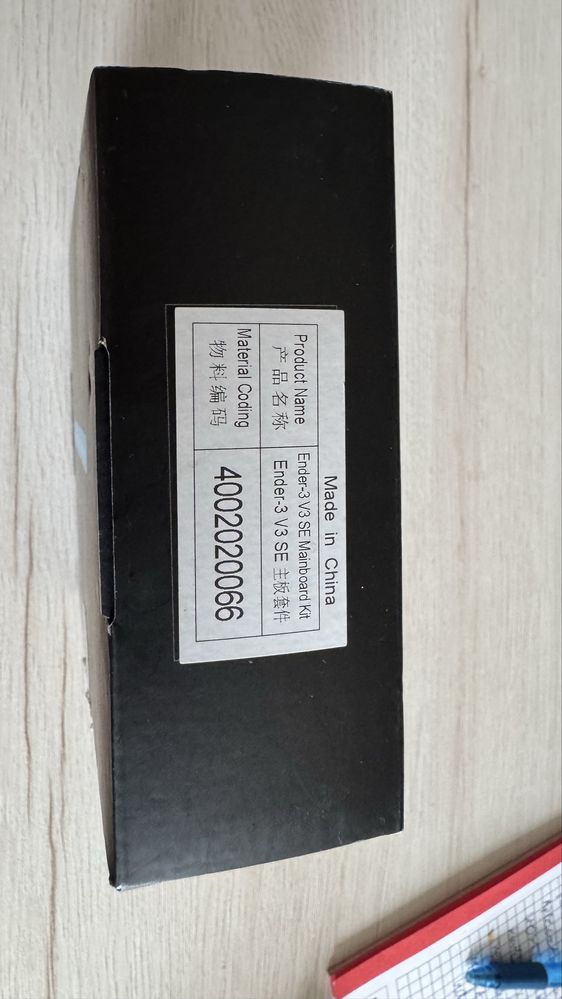 Made in China
Product Name
产品名称
Ender-3 V3 SE Mainboard Kit
Ender-3 V3 SE 主板套件
Material Coding
物料编码
4002020066